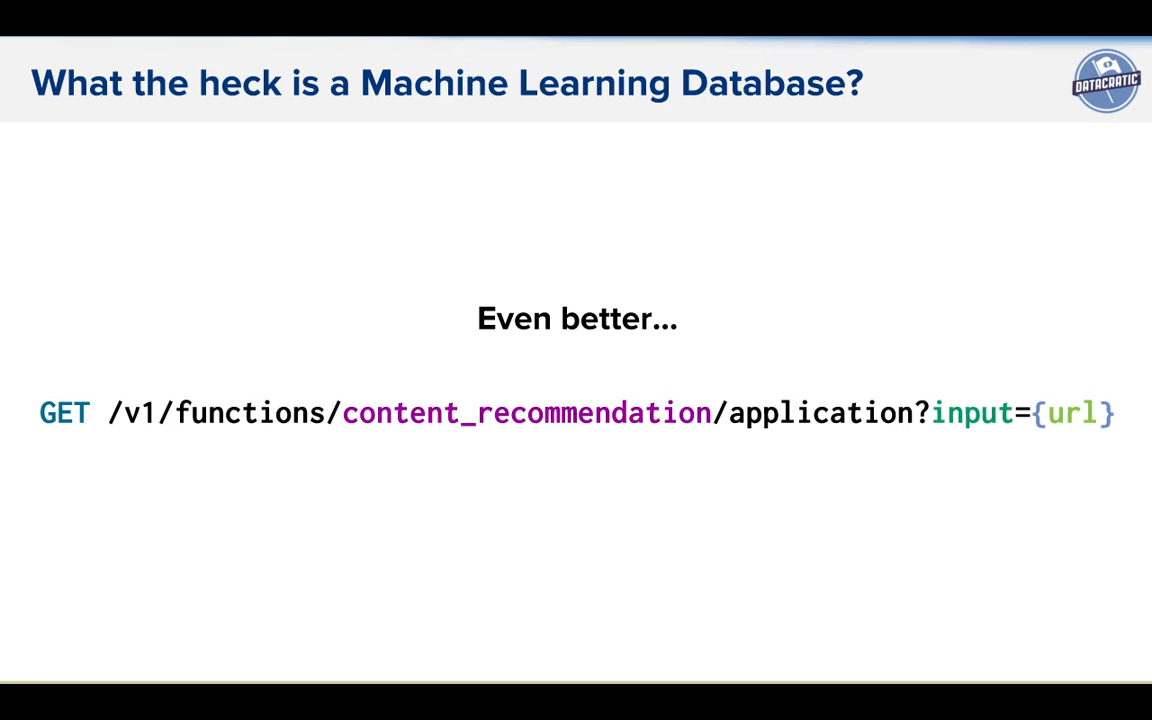 What the heck is a Machine Learning Database?
DATACRATIC
Even better...
GET /v1/functions/content_recommendation/application?input={url}